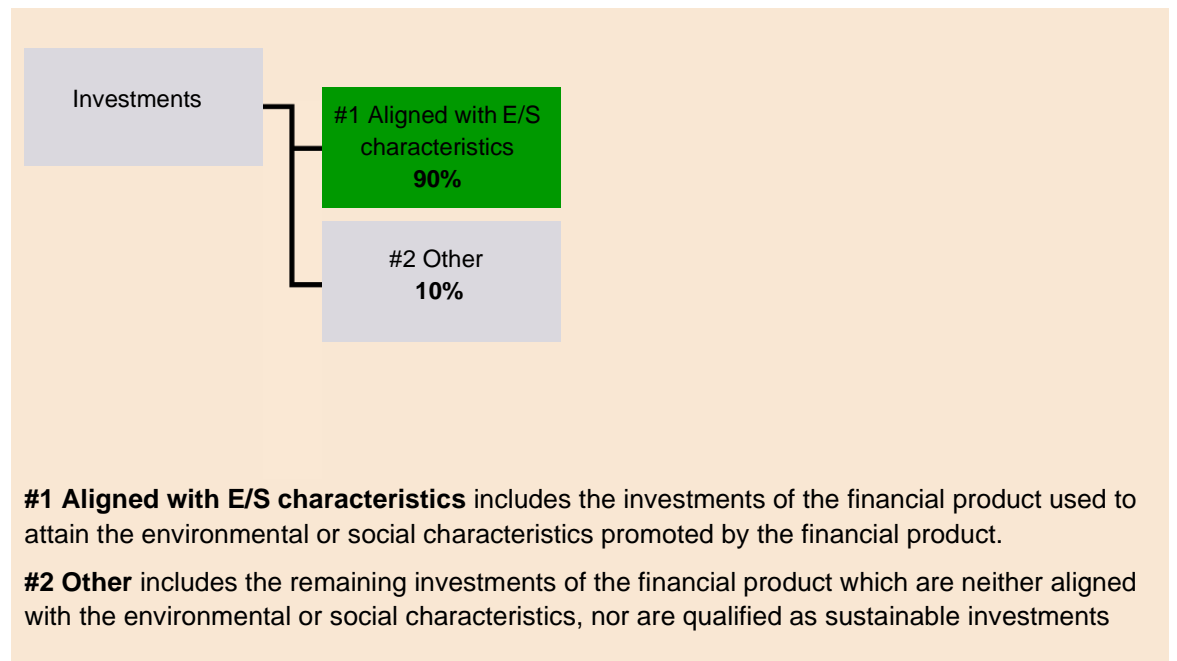 Investments
#1 Aligned with E/S
characteristics
90%
#2 Other
10%
#1 Aligned with E/S characteristics includes the investments of the financial product used to
attain the environmental or social characteristics promoted by the financial product.
#2 Other includes the remaining investments of the financial product which are neither aligned
with the environmental or social characteristics, nor are qualified as sustainable investments